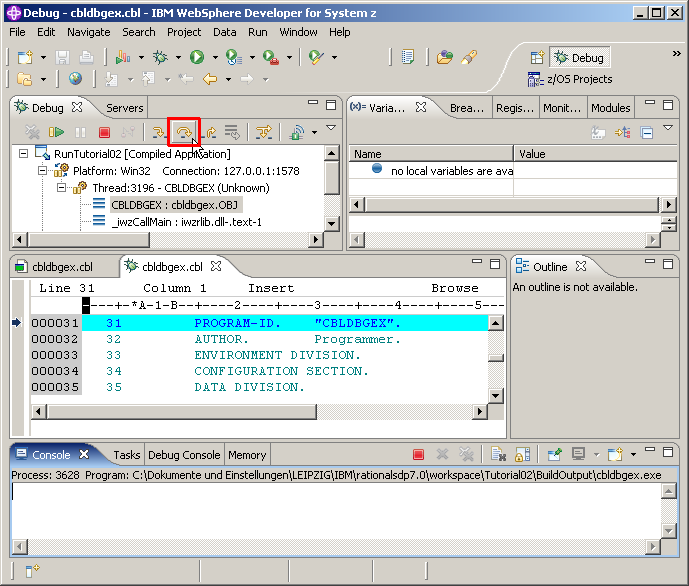 Debug - cbldbgex.cbl - IBM WebSphere Developer for System z
File Edit Navigate Search Project Data Run Window Help
Debug
z/OS Projects
Debug Servers
RunTutorial02 [Compiled Application]
Platform: Win32 Connection: 127.0.0.1:1578
Thread:3196 - CBLDBGEX (Unknown)
CBLDBGEX : cbldbgex.OBJ
_iwzCallMain : iwzrlib.dll-.text-1
(x)= Varia... Brea... Regis... Monit... Modules
Name Value
no local variables are ava
cbldbgex.cbl cbldbgex.cbl
Line 31 Column 1 Insert Browse
----+-*A-1-B--+----2----+----3----+----4----+----5--
000031 31 PROGRAM-ID. "CBLDBGEX".
000032 32 AUTHOR. Programmer.
000033 33 ENVIRONMENT DIVISION.
000034 34 CONFIGURATION SECTION.
000035 35 DATA DIVISION.
Outline
An outline is not available.
Console Tasks Debug Console Memory
Process: 3628 Program: C:\Dokumente und Einstellungen\LEIPZIG\IBM\rationalsdp7.0\workspace\Tutorial02\BuildOutput\cbldbgex.exe